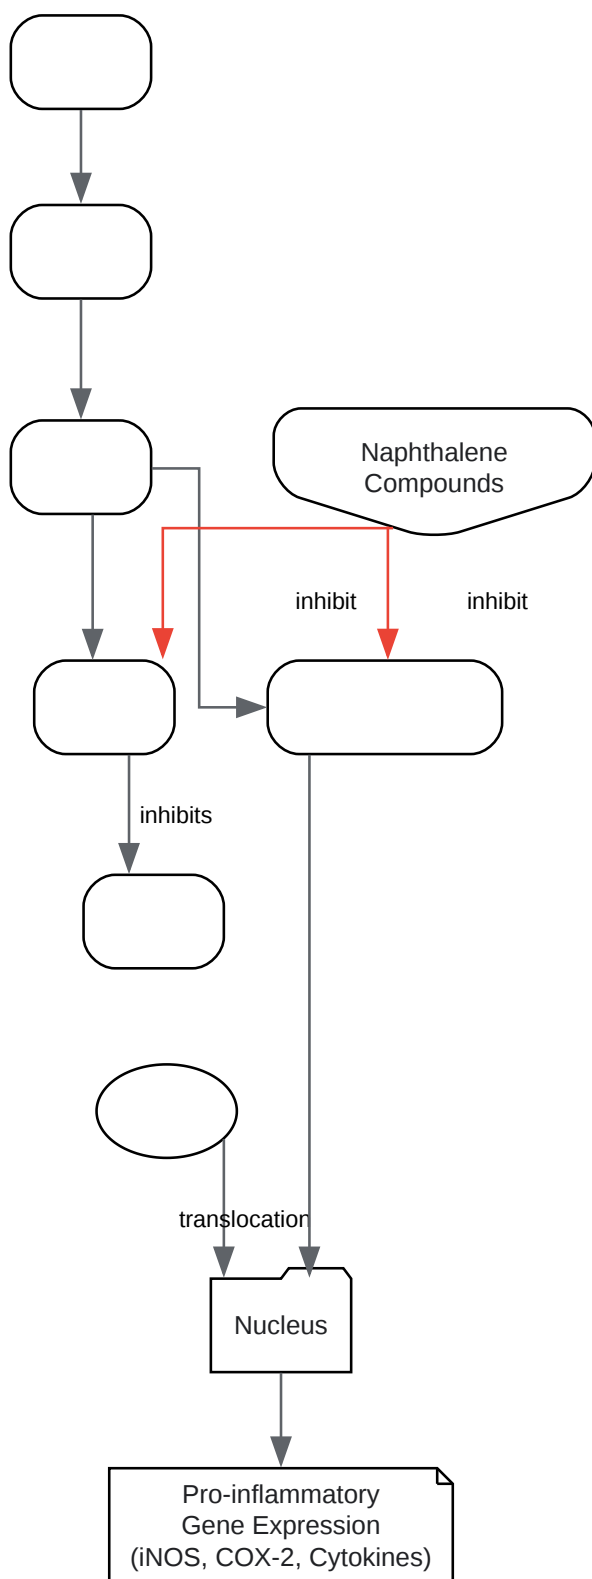 Naphthalene
Compounds
inhibit
inhibit
inhibits
translocation
Nucleus
Pro-inflammatory
Gene Expression
(iNOS, COX-2, Cytokines)